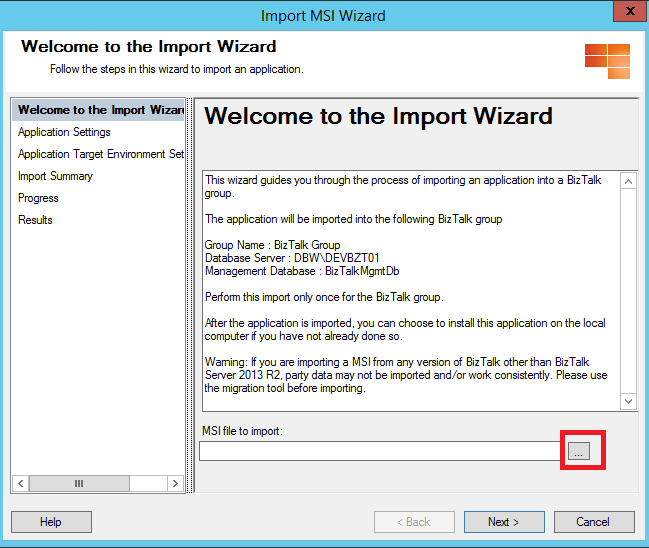 Import MSI Wizard
X
Welcome to the Import Wizard
Follow the steps in this wizard to import an application.
Welcome to the Import Wizar
Application Settings
Application Target Environment Set
Import Summary
Progress
Results
Welcome to the Import Wizard
This wizard guides you through the process of importing an application into a BizTalk
group.
The application will be imported into the following BizTalk group
Group Name : BizTalk Group
Database Server : DBW\DEVBZT01
Management Database : BizTalkMgmtDb
Perform this import only once for the BizTalk group.
After the application is imported, you can choose to install this application on the local
computer if you have not already done so.
Warning: If you are importing a MSI from any version of BizTalk other than BizTalk
Server 2013 R2, party data may not be imported and/or work consistently. Please use
the migration tool before importing.
MSI file to import:
...
Help
< Back
Next >
Cancel